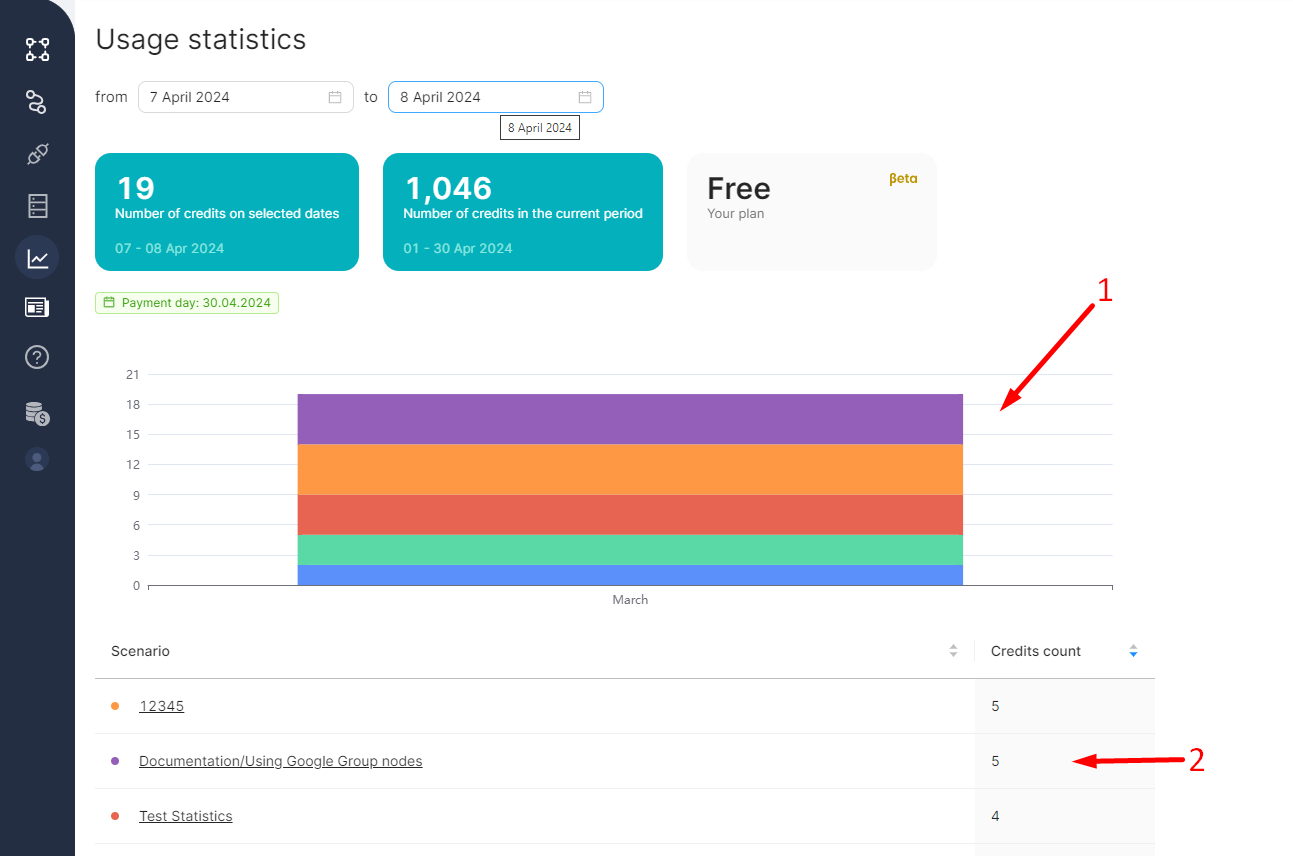 Usage statistics
from 7 April 2024 to 8 April 2024
8 April 2024
19
Number of credits on selected dates
07 - 08 Apr 2024
1,046
Number of credits in the current period
01 - 30 Apr 2024
Free
βeta
Your plan
Payment day: 30.04.2024
1
21
18
15
12
9
6
3
0
March
Scenario Credits count
12345 5
Documentation/Using Google Group nodes 5
2
Test Statistics 4